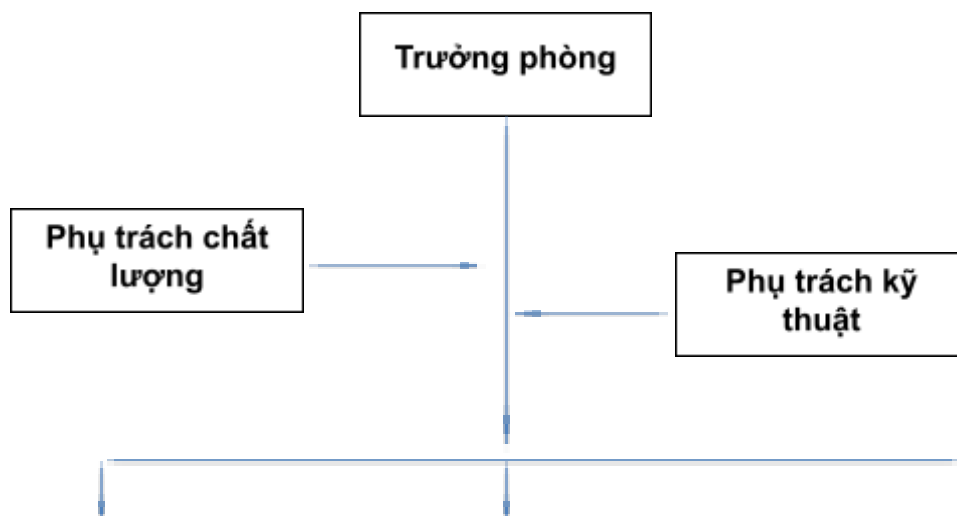 Trưởng phòng
Phụ trách chất
lượng
Phụ trách kỹ
thuật